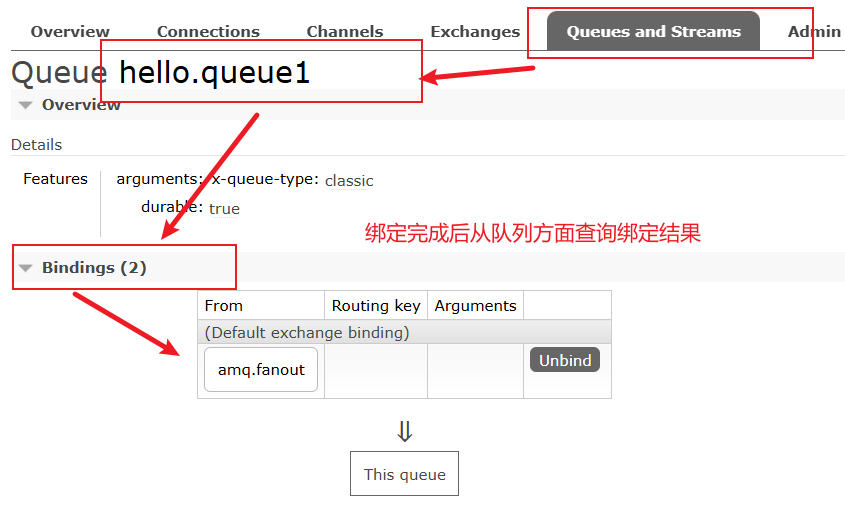 Overview Connections Channels Exchanges Queues and Streams Admin
Queue hello.queue1
Overview
Details
Features arguments: x-queue-type: classic
durable: true
绑定完成后从队列方面查询绑定结果
Bindings (2)
From Routing key Arguments
(Default exchange binding)
amq.fanout Unbind
⇓
This queue